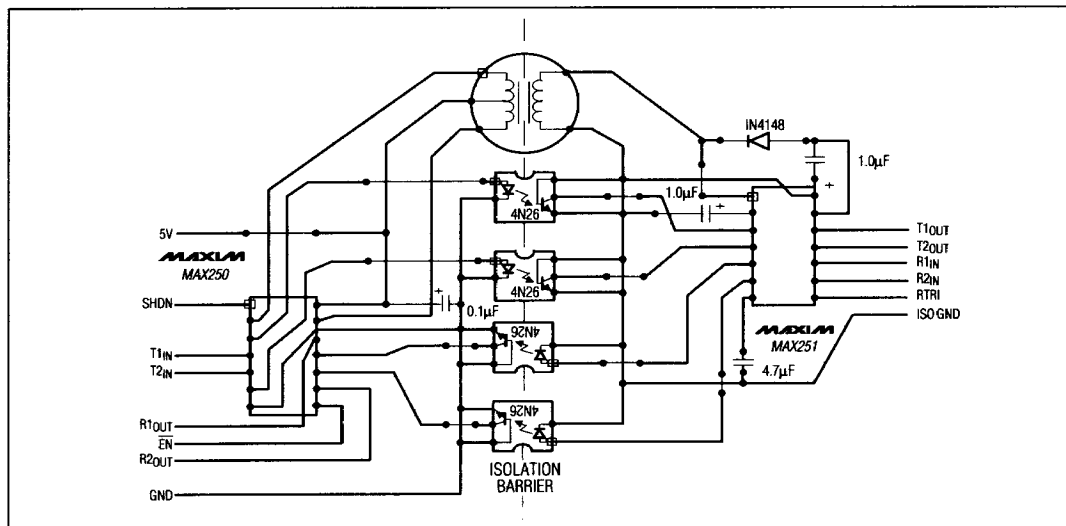 IN4148
1.0µF
+
1.0µF
+
4N26
5V
MAXIM
MAX250
T1OUT
T2OUT
R1IN
R2IN
RTRI
ISO GND
4N26
SHDN
+
0.1µF
4N26
MAXIM
MAX251
T1IN
T2IN
4.7µF
4N26
R1OUT
EN
R2OUT
ISOLATION
BARRIER
GND